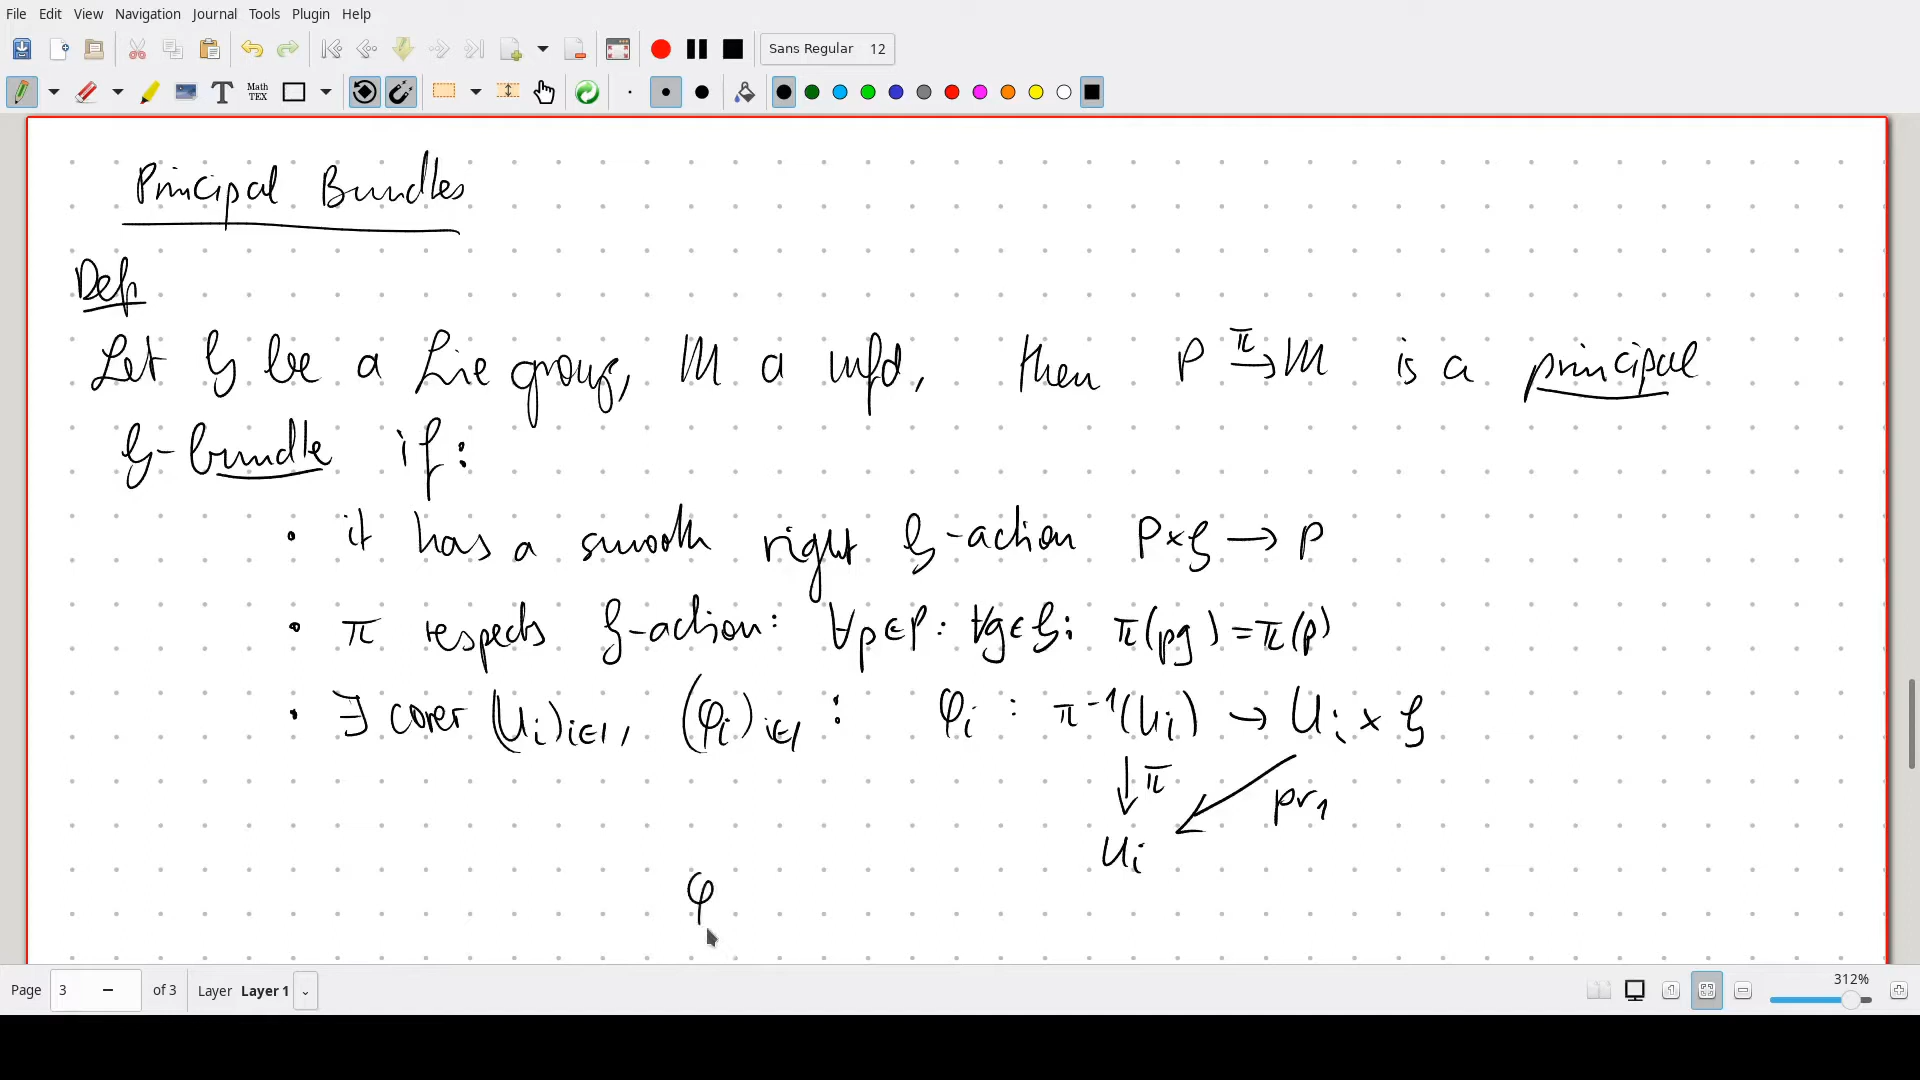 File Edit View Navigation Journal Tools Plugin Help
Sans Regular 12
Math TEX
Principal Bundles
Def
Let G be a Lie group, M a mfd, then P →^π M is a principal
G-bundle if:
• it has a smooth right G-action P×G → P
• π respects G-action: ∀p∈P: ∀g∈G: π(pg) = π(p)
• ∃ cover (Ui)i∈I, (φi)i∈I : φi : π⁻¹(Ui) → Ui × G
↓π pr₁
Ui
φ
Page 3 of 3 Layer Layer 1 312%